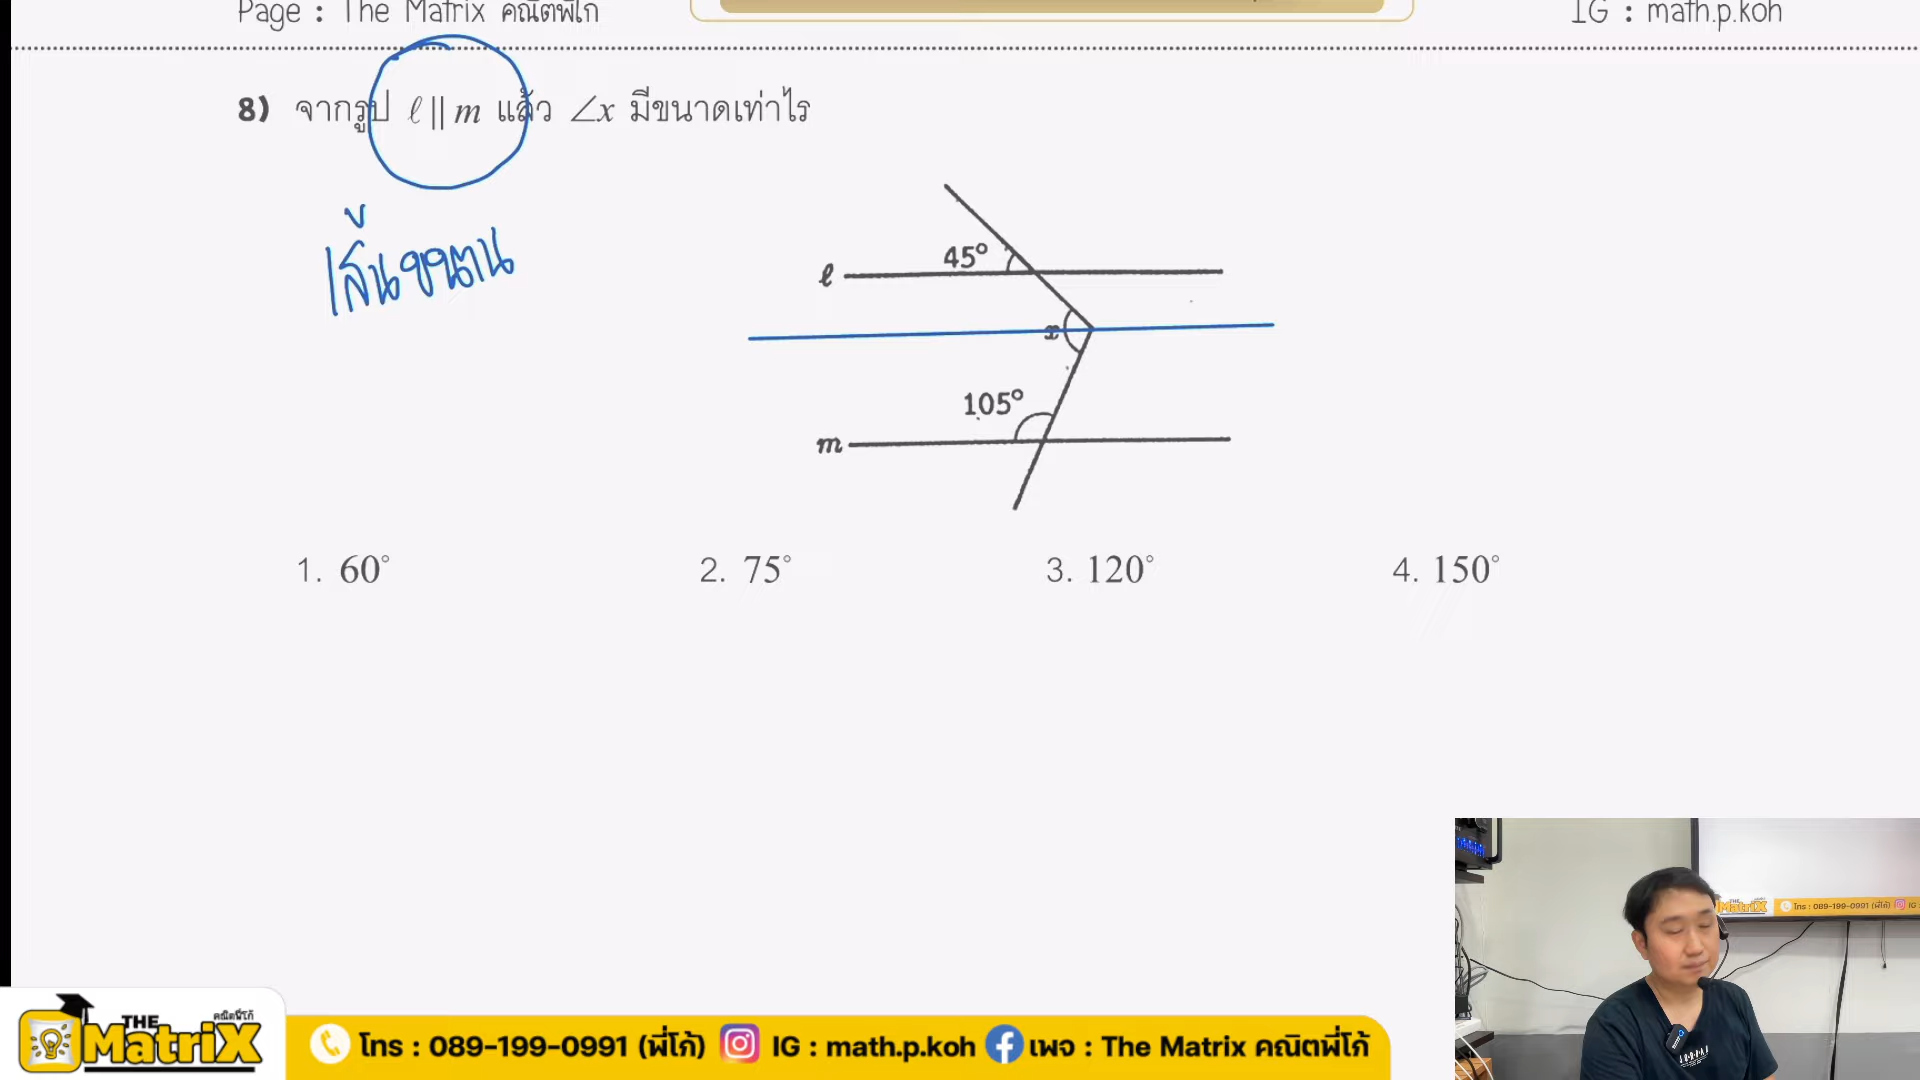 Page : The Matrix คณิตพี่โก้
IG : math.p.koh
8) จากรูป ℓ || m แล้ว ∠x มีขนาดเท่าไร
เส้นขนาน
45°
ℓ
x
105°
m
1. 60°
2. 75°
3. 120°
4. 150°
THE MatriX คณิตพี่โก้
โทร : 089-199-0991 (พี่โก้) IG : math.p.koh เพจ : The Matrix คณิตพี่โก้